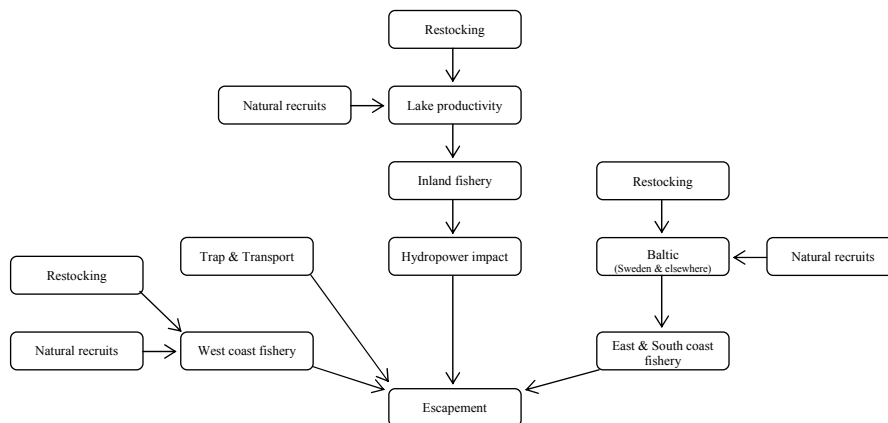 Restocking
Natural recruits
Lake productivity
Inland fishery
Restocking
Trap & Transport
Hydropower impact
Baltic
(Sweden & elsewhere)
Natural recruits
Restocking
Natural recruits
West coast fishery
East & South coast
fishery
Escapement